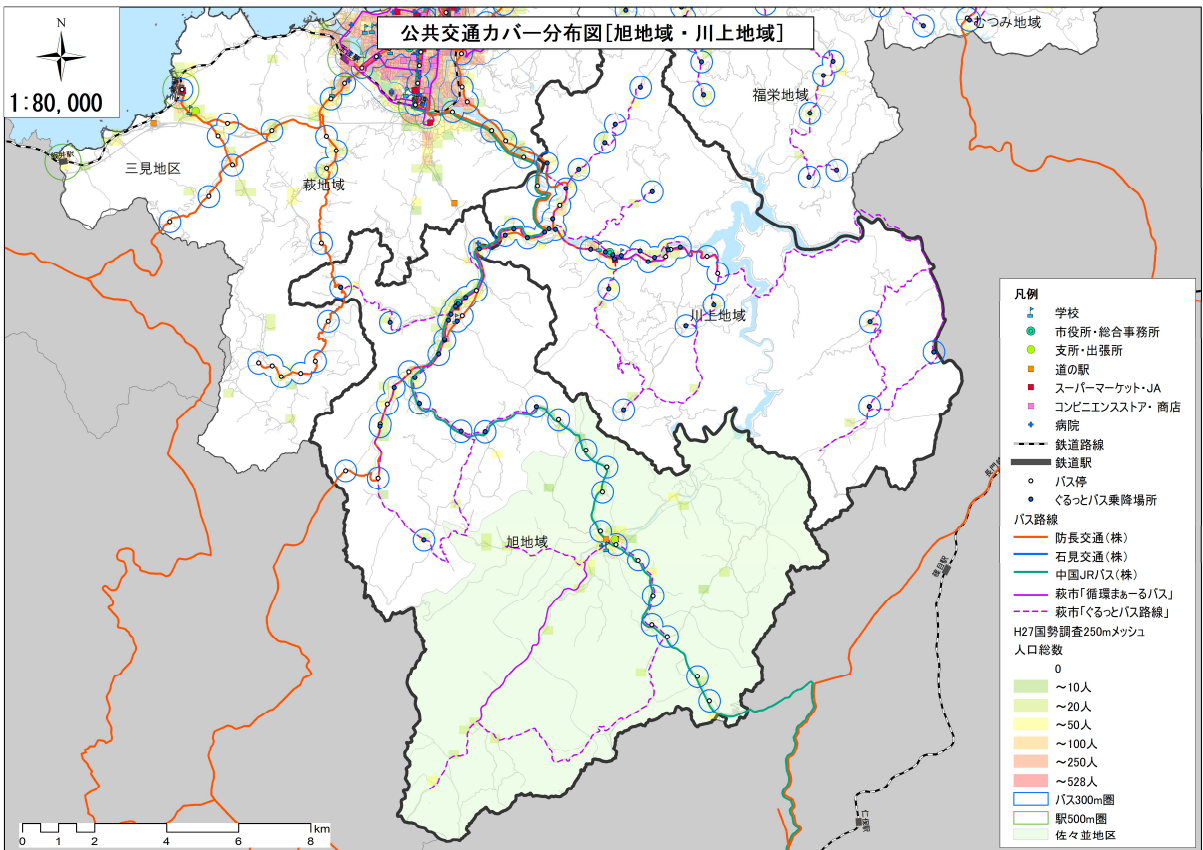 公共交通カバー分布図[旭地域・川上地域]
N
1:80,000
むつみ地域
福栄地域
三見地区
萩地域
川上地域
旭地域
長門峡
篠目駅
仁保駅
凡例
学校
市役所・総合事務所
支所・出張所
道の駅
スーパーマーケット・JA
コンビニエンスストア・商店
病院
鉄道路線
鉄道駅
バス停
ぐるっとバス乗降場所
バス路線
防長交通(株)
石見交通(株)
中国JRバス(株)
萩市「循環まぁーるバス」
萩市「ぐるっとバス路線」
H27国勢調査250mメッシュ
人口総数
0
～10人
～20人
～50人
～100人
～250人
～528人
バス300m圏
駅500m圏
佐々並地区
km
0 1 2 4 6 8